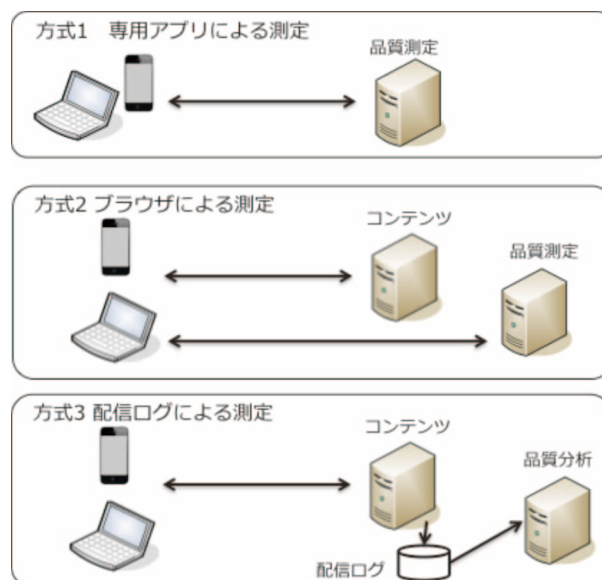 方式1　専用アプリによる測定
品質測定
方式2 ブラウザによる測定
コンテンツ
品質測定
方式3 配信ログによる測定
コンテンツ
品質分析
配信ログ